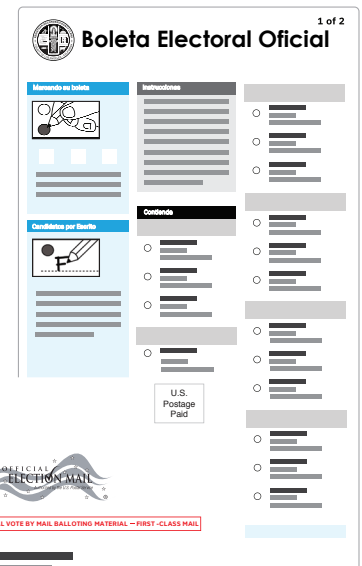 1 of 2
Boleta Electoral Oficial
Marcando su boleta
Instrucciones
Contienda
Candidatos por Escrito
F
U.S.
Postage
Paid
OFFICIAL
ELECTION MAIL
®
L VOTE BY MAIL BALLOTING MATERIAL – FIRST-CLASS MAIL